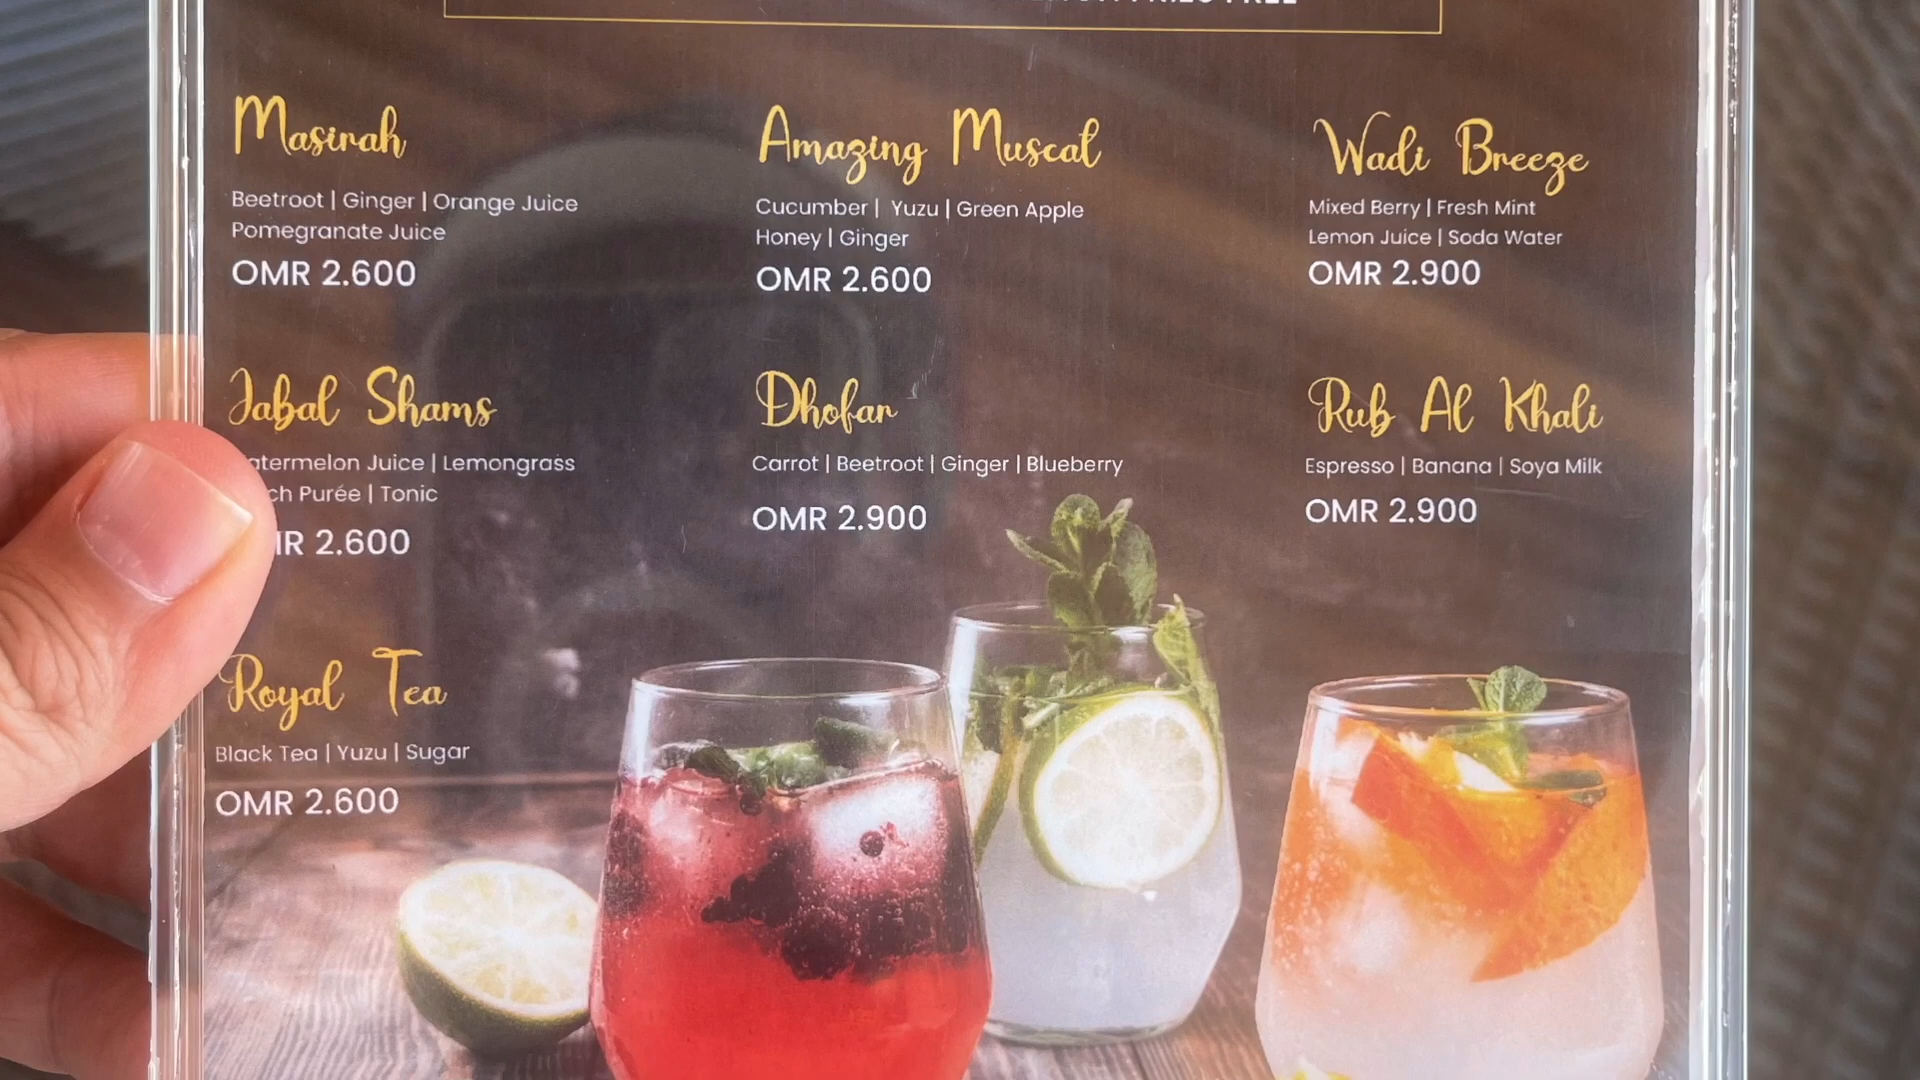 Masirah
Beetroot | Ginger | Orange Juice
Pomegranate Juice
OMR 2.600
Amazing Muscat
Cucumber | Yuzu | Green Apple
Honey | Ginger
OMR 2.600
Wadi Breeze
Mixed Berry | Fresh Mint
Lemon Juice | Soda Water
OMR 2.900
Jabal Shams
Juice | Lemongrass
Purée | Tonic
2.600
Dhofar
Carrot | Beetroot | Ginger | Blueberry
OMR 2.900
Rub Al Khali
Espresso | Banana | Soya Milk
OMR 2.900
Royal Tea
Black Tea | Yuzu | Sugar
OMR 2.600